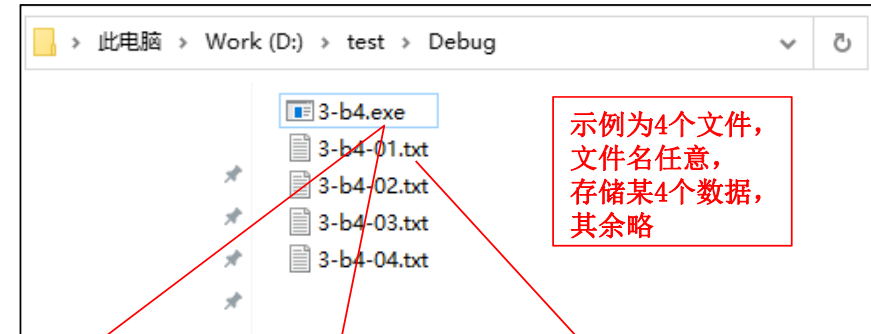 此电脑 > Work (D:) > test > Debug
3-b4.exe
3-b4-01.txt
3-b4-02.txt
3-b4-03.txt
3-b4-04.txt
示例为4个文件，
文件名任意，
存储某4个数据，
其余略